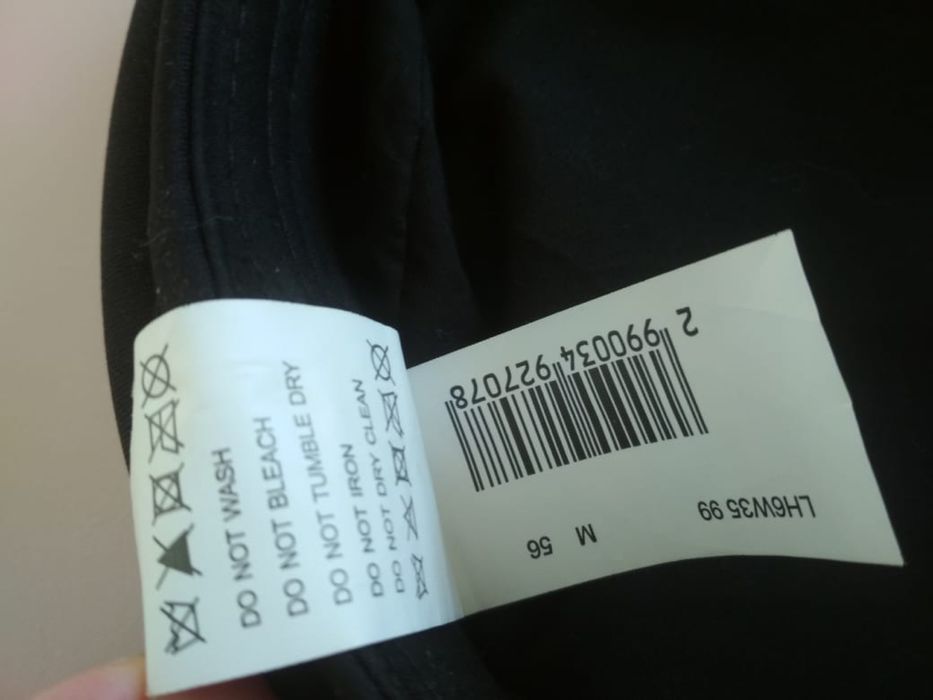 DO NOT WASH
DO NOT BLEACH
DO NOT TUMBLE DRY
DO NOT IRON
DO NOT DRY CLEAN
LH6W35 99
M 56
2 990034 927078